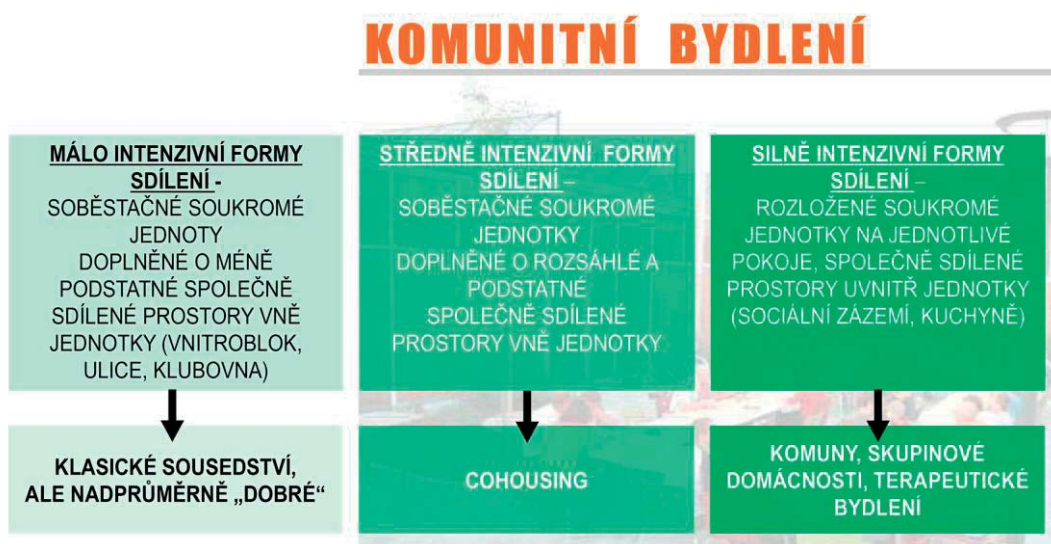 KOMUNITNÍ BYDLENÍ
MÁLO INTENZIVNÍ FORMY
SDÍLENÍ -
SOBĚSTAČNÉ SOUKROMÉ
JEDNOTY
DOPLNĚNÉ O MÉNĚ
PODSTATNÉ SPOLEČNĚ
SDÍLENÉ PROSTORY VNĚ
JEDNOTKY (VNITROBLOK,
ULICE, KLUBOVNA)
KLASICKÉ SOUSEDSTVÍ,
ALE NADPRŮMĚRNĚ „DOBRÉ“
STŘEDNĚ INTENZIVNÍ FORMY
SDÍLENÍ –
SOBĚSTAČNÉ SOUKROMÉ
JEDNOTKY
DOPLNĚNÉ O ROZSÁHLÉ A
PODSTATNÉ
SPOLEČNĚ SDÍLENÉ
PROSTORY VNĚ JEDNOTKY
COHOUSING
SILNĚ INTENZIVNÍ FORMY
SDÍLENÍ –
ROZLOŽENÉ SOUKROMÉ
JEDNOTKY NA JEDNOTLIVÉ
POKOJE, SPOLEČNĚ SDÍLENÉ
PROSTORY UVNITŘ JEDNOTKY
(SOCIÁLNÍ ZÁZEMÍ, KUCHYNĚ)
KOMUNY, SKUPINOVÉ
DOMÁCNOSTI, TERAPEUTICKÉ
BYDLENÍ